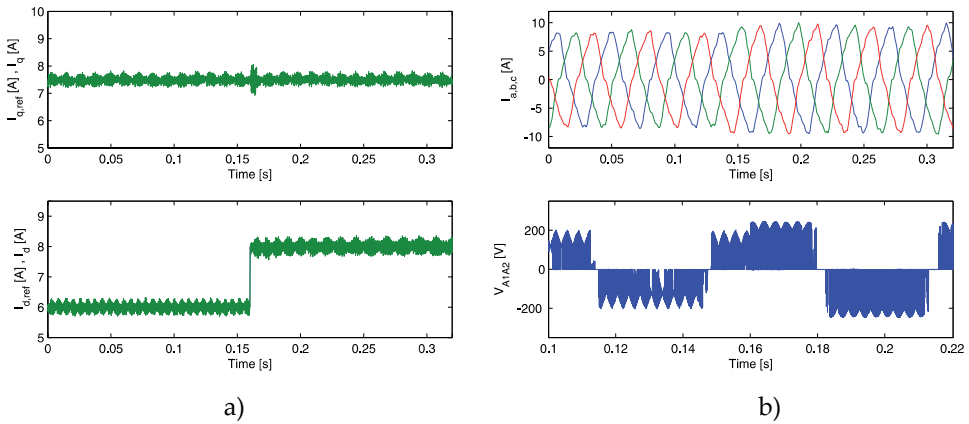 10
9
8
7
6
5
I_q,ref [A] , I_q [A]
0 0.05 0.1 0.15 0.2 0.25 0.3
Time [s]
9
8
7
6
5
I_d,ref [A] , I_d [A]
0 0.05 0.1 0.15 0.2 0.25 0.3
Time [s]
a)
10
5
0
-5
-10
I_a,b,c [A]
0 0.05 0.1 0.15 0.2 0.25 0.3
Time [s]
200
0
-200
V_A1A2 [V]
0.1 0.12 0.14 0.16 0.18 0.2 0.22
Time [s]
b)